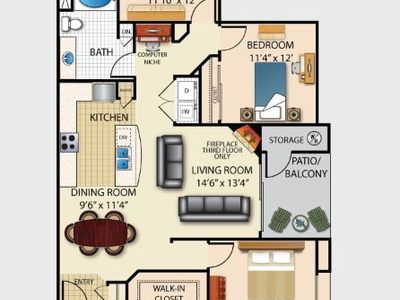 11'10" x 12'
LIN.
BATH
COMPUTER
NICHE
BEDROOM
11'4" x 12'
CLOSET
PANTRY
D
W
KITCHEN
DW
FIREPLACE
THIRD FLOOR
ONLY
STORAGE
PATIO/
BALCONY
LIVING ROOM
14'6" x 13'4"
DINING ROOM
9'6" x 11'4"
ENTRY
WALK-IN
CLOSET